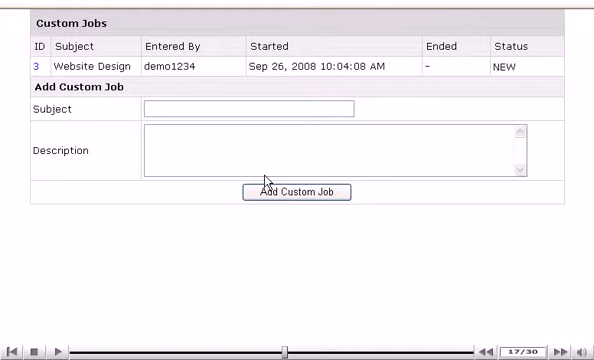 Custom Jobs
ID Subject Entered By Started Ended Status
3 Website Design demo1234 Sep 26, 2008 10:04:08 AM - NEW
Add Custom Job
Subject
Description
Add Custom Job
17/30